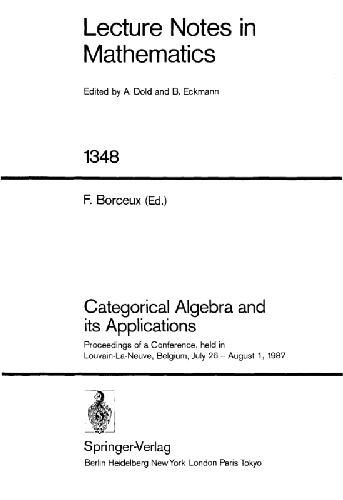 Lecture Notes in
Mathematics
Edited by A. Dold and B. Eckmann
1348
F. Borceux (Ed.)
Categorical Algebra and
its Applications
Proceedings of a Conference, held in
Louvain-La-Neuve, Belgium, July 26 – August 1, 1987
Springer-Verlag
Berlin Heidelberg New York London Paris Tokyo